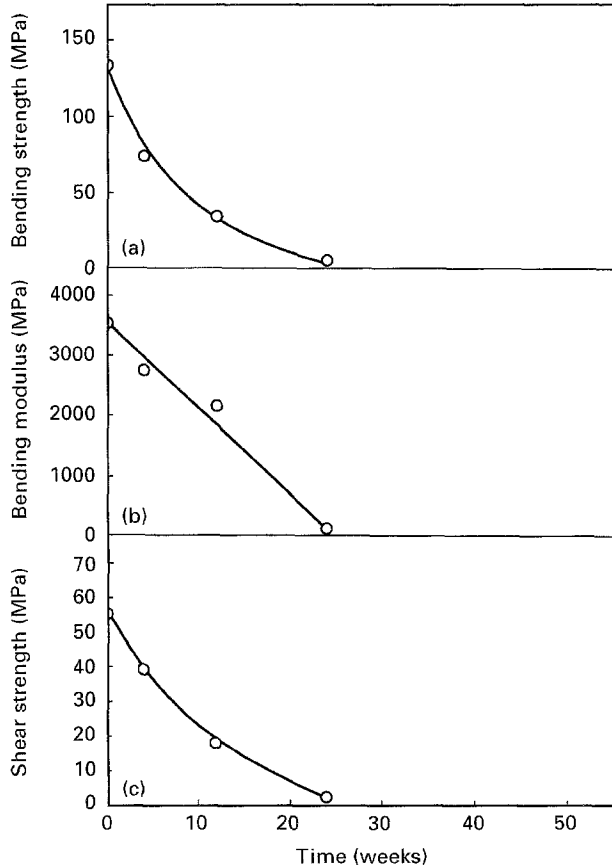 Bending strength (MPa)
150
100
50
0
(a)
Bending modulus (MPa)
4000
3000
2000
1000
0
(b)
Shear strength (MPa)
70
60
50
40
30
20
10
0
(c)
0 10 20 30 40 50
Time (weeks)